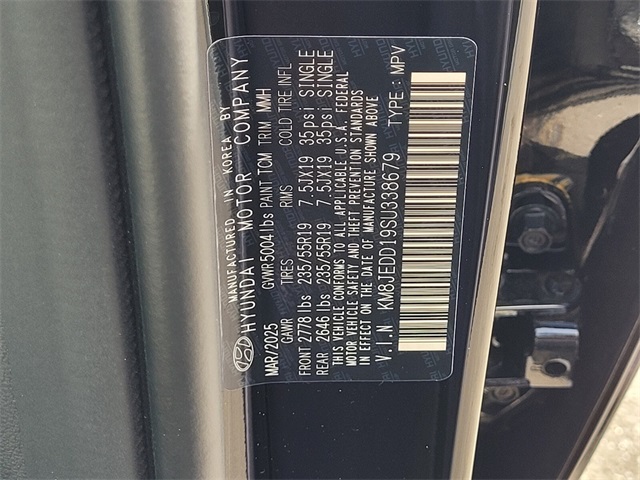 MANUFACTURED IN KOREA BY
HYUNDAI MOTOR COMPANY
MAR/2025 GVWR 5004 lbs PAINT TCM TRIM MMH
GAWR TIRES RIMS COLD TIRE INFL
FRONT 2778 lbs 235/55R19 7.5JX19 35psi SINGLE
REAR 2646 lbs 235/55R19 7.5JX19 35psi SINGLE
THIS VEHICLE CONFORMS TO ALL APPLICABLE U.S.A. FEDERAL
MOTOR VEHICLE SAFETY AND THEFT PREVENTION STANDARDS
IN EFFECT ON THE DATE OF MANUFACTURE SHOWN ABOVE
V.I.N KM8JEDD19SU338679 TYPE : MPV